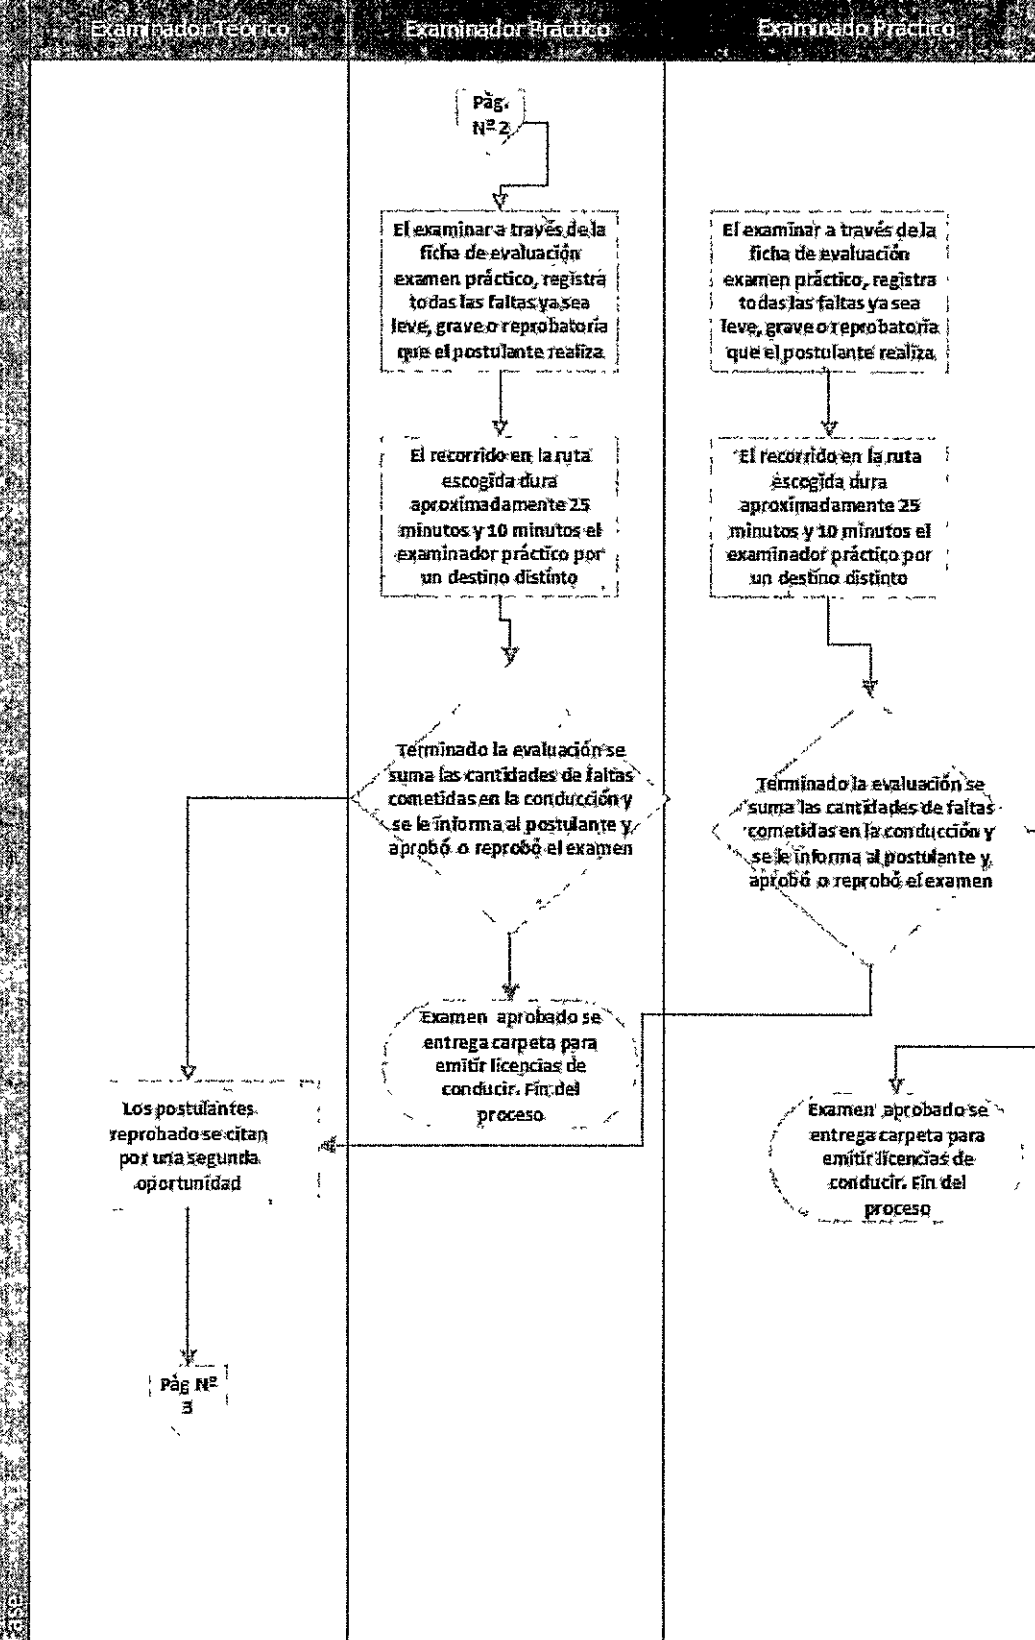 Examinador Teórico
Examinador Práctico
Examinado Práctico
Pág.
Nº 2
El examinar a través de la
ficha de evaluación
examen práctico, registra
todas las faltas ya sea
leve, grave o reprobatoria
que el postulante realiza
El recorrido en la ruta
escogida dura
aproximadamente 25
minutos y 10 minutos el
examinador práctico por
un destino distinto
Terminado la evaluación se
suma las cantidades de faltas
cometidas en la conducción y
se le informa al postulante y
aprobó o reprobó el examen
Examen aprobado se
entrega carpeta para
emitir licencias de
conducir. Fin del
proceso
Los postulantes
reprobado se citan
por una segunda
oportunidad
Pág Nº
3
El examinar a través de la
ficha de evaluación
examen práctico, registra
todas las faltas ya sea
leve, grave o reprobatoria
que el postulante realiza
El recorrido en la ruta
escogida dura
aproximadamente 25
minutos y 10 minutos el
examinador práctico por
un destino distinto
Terminado la evaluación se
suma las cantidades de faltas
cometidas en la conducción y
se le informa al postulante y
aprobó o reprobó el examen
Examen aprobado se
entrega carpeta para
emitir licencias de
conducir. Fin del
proceso